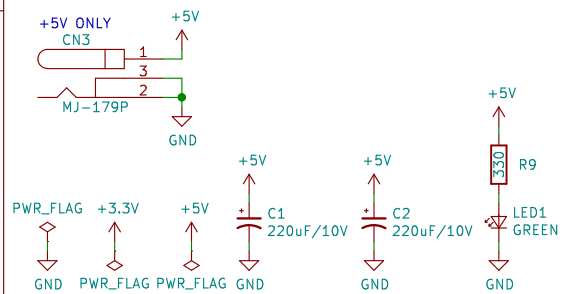 +5V ONLY
CN3
+5V
1
3
2
MJ-179P
GND
+5V
330
R9
+5V
+5V
PWR_FLAG
+3.3V
+5V
C1
220uF/10V
C2
220uF/10V
LED1
GREEN
GND
PWR_FLAG
PWR_FLAG
GND
GND
GND